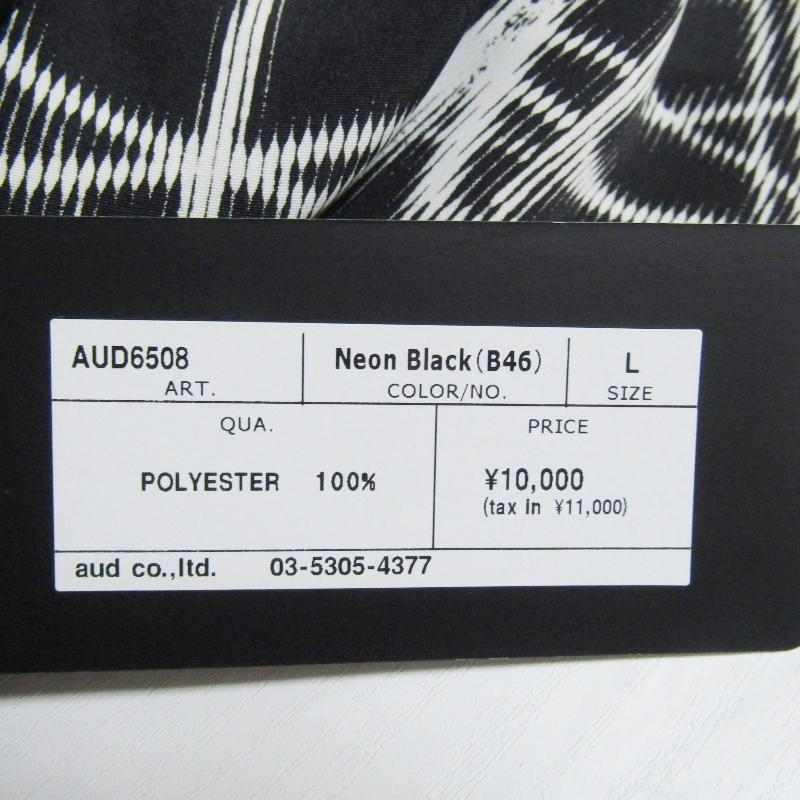 AUD6508
ART.
Neon Black(B46)
COLOR/NO.
L
SIZE
QUA.
POLYESTER 100%
PRICE
¥10,000
(tax in ¥11,000)
aud co.,ltd. 03-5305-4377